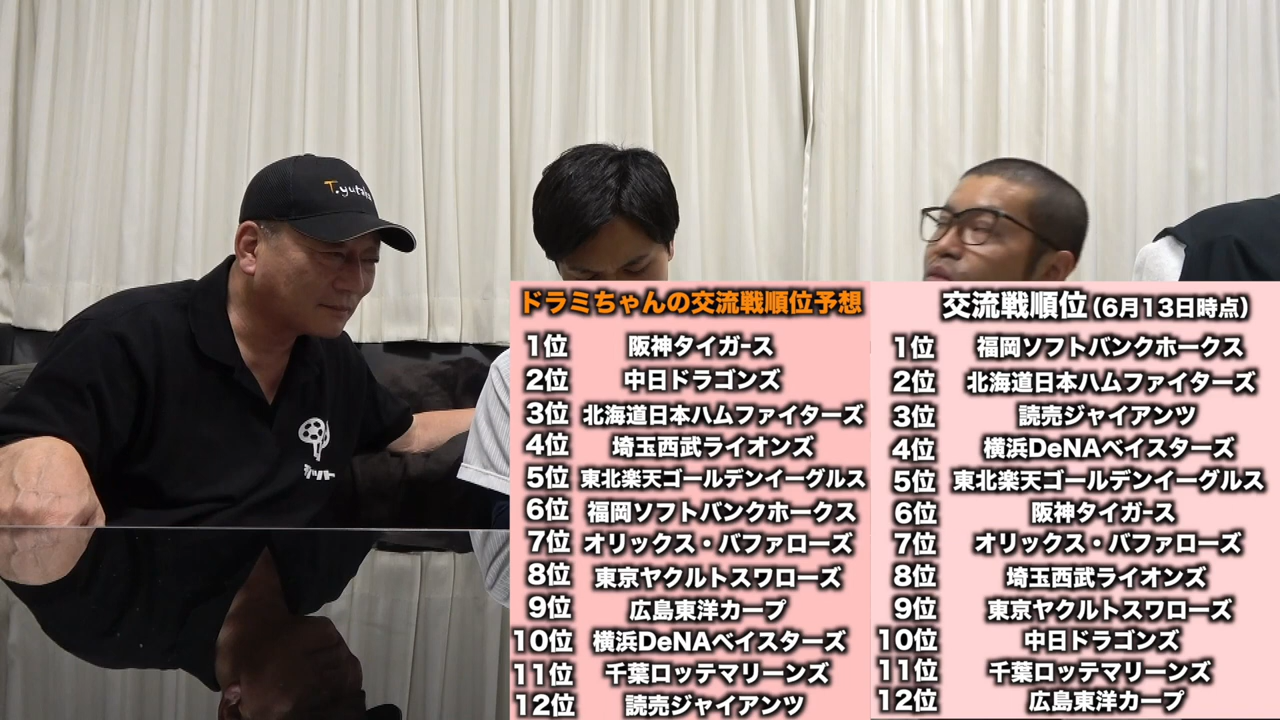 ドラミちゃんの交流戦順位予想
1位 阪神タイガース
2位 中日ドラゴンズ
3位 北海道日本ハムファイターズ
4位 埼玉西武ライオンズ
5位 東北楽天ゴールデンイーグルス
6位 福岡ソフトバンクホークス
7位 オリックス・バファローズ
8位 東京ヤクルトスワローズ
9位 広島東洋カープ
10位 横浜DeNAベイスターズ
11位 千葉ロッテマリーンズ
12位 読売ジャイアンツ
交流戦順位(6月13日時点)
1位 福岡ソフトバンクホークス
2位 北海道日本ハムファイターズ
3位 読売ジャイアンツ
4位 横浜DeNAベイスターズ
5位 東北楽天ゴールデンイーグルス
6位 阪神タイガース
7位 オリックス・バファローズ
8位 埼玉西武ライオンズ
9位 東京ヤクルトスワローズ
10位 中日ドラゴンズ
11位 千葉ロッテマリーンズ
12位 広島東洋カープ